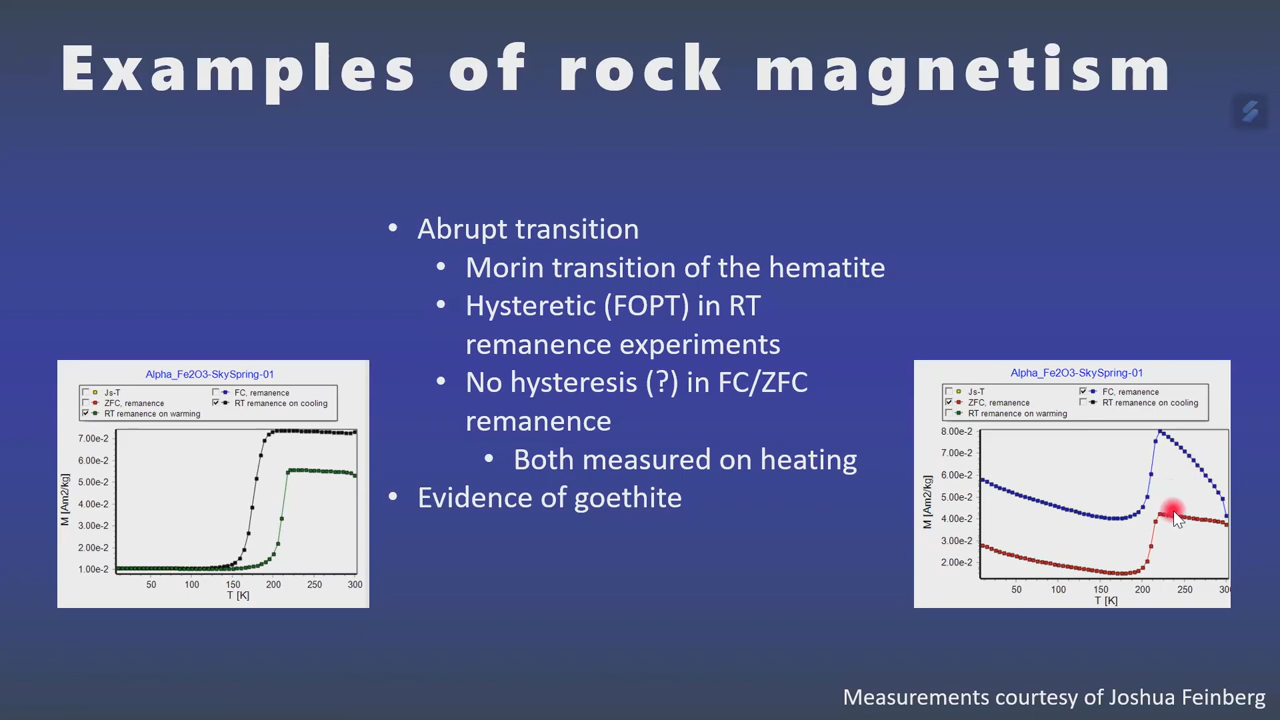 Examples of rock magnetism
• Abrupt transition
• Morin transition of the hematite
• Hysteretic (FOPT) in RT
remanence experiments
• No hysteresis (?) in FC/ZFC
remanence
• Both measured on heating
• Evidence of goethite
Alpha_Fe2O3-SkySpring-01
Js-T
FC, remanence
ZFC, remanence
RT remanence on cooling
RT remanence on warming
7.00e-2
6.00e-2
5.00e-2
4.00e-2
3.00e-2
2.00e-2
1.00e-2
M [Am2/kg]
50 100 150 200 250 300
T [K]
Alpha_Fe2O3-SkySpring-01
Js-T
FC, remanence
ZFC, remanence
RT remanence on cooling
RT remanence on warming
8.00e-2
7.00e-2
6.00e-2
5.00e-2
4.00e-2
3.00e-2
2.00e-2
M [Am2/kg]
50 100 150 200 250 30
T [K]
Measurements courtesy of Joshua Feinberg